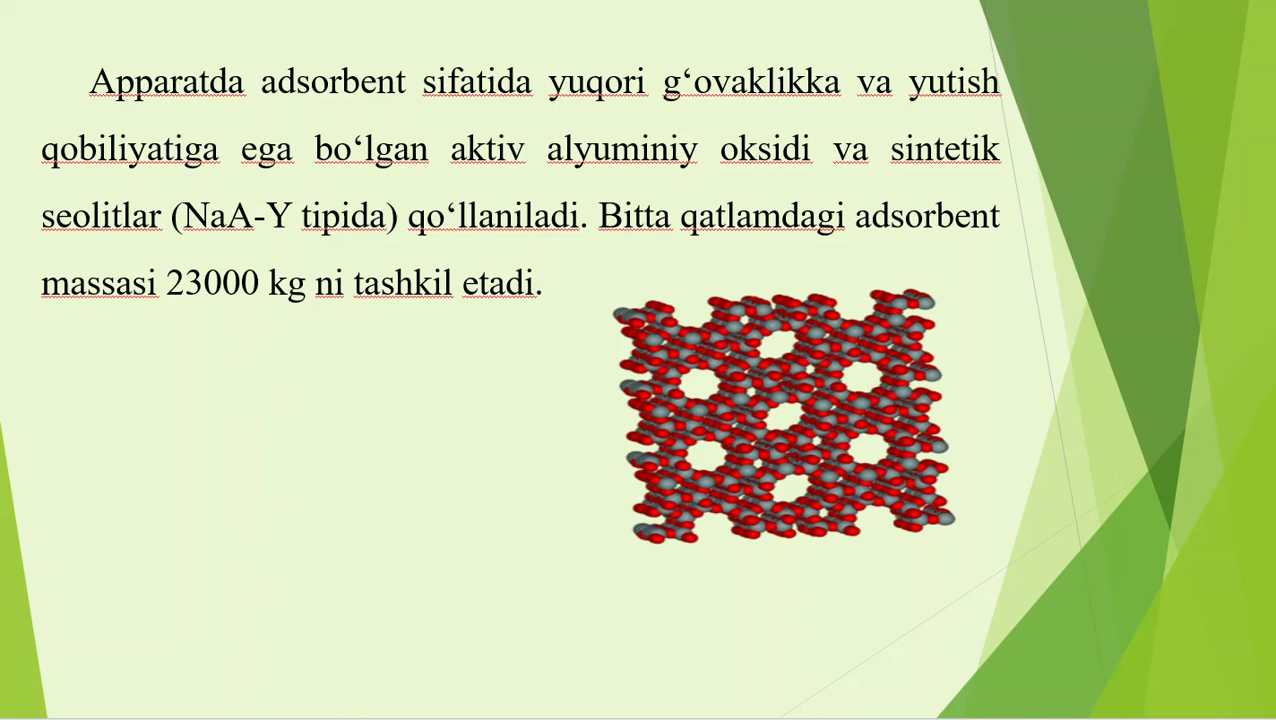 Apparatda adsorbent sifatida yuqori g‘ovaklikka va yutish
qobiliyatiga ega bo‘lgan aktiv alyuminiy oksidi va sintetik
seolitlar (NaA-Y tipida) qo‘llaniladi. Bitta qatlamdagi adsorbent
massasi 23000 kg ni tashkil etadi.